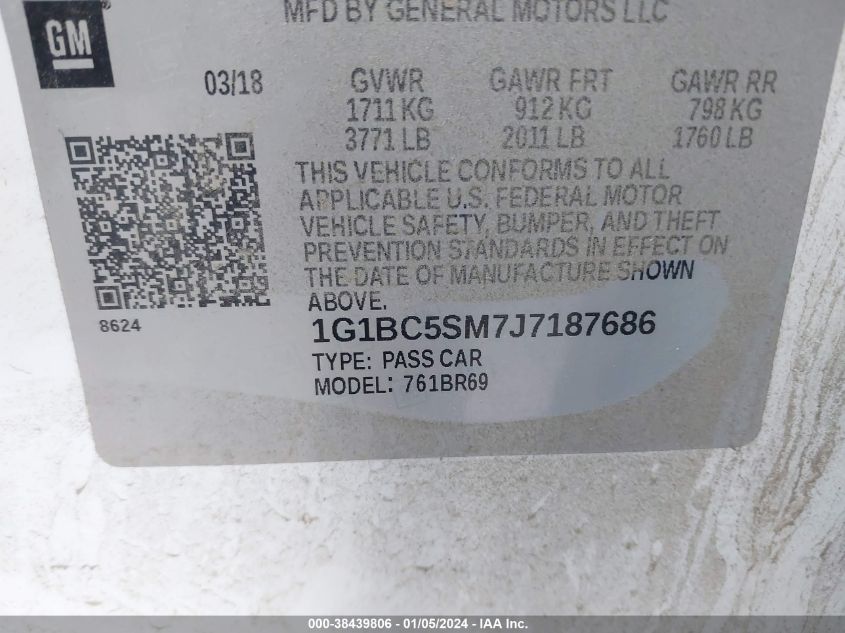 MFD BY GENERAL MOTORS LLC
GM
03/18 GVWR GAWR FRT GAWR RR
1711 KG 912 KG 798 KG
3771 LB 2011 LB 1760 LB
THIS VEHICLE CONFORMS TO ALL
APPLICABLE U.S. FEDERAL MOTOR
VEHICLE SAFETY, BUMPER, AND THEFT
PREVENTION STANDARDS IN EFFECT ON
THE DATE OF MANUFACTURE SHOWN
ABOVE.
8624
1G1BC5SM7J7187686
TYPE: PASS CAR
MODEL: 761BR69
000-38439806 - 01/05/2024 - IAA Inc.